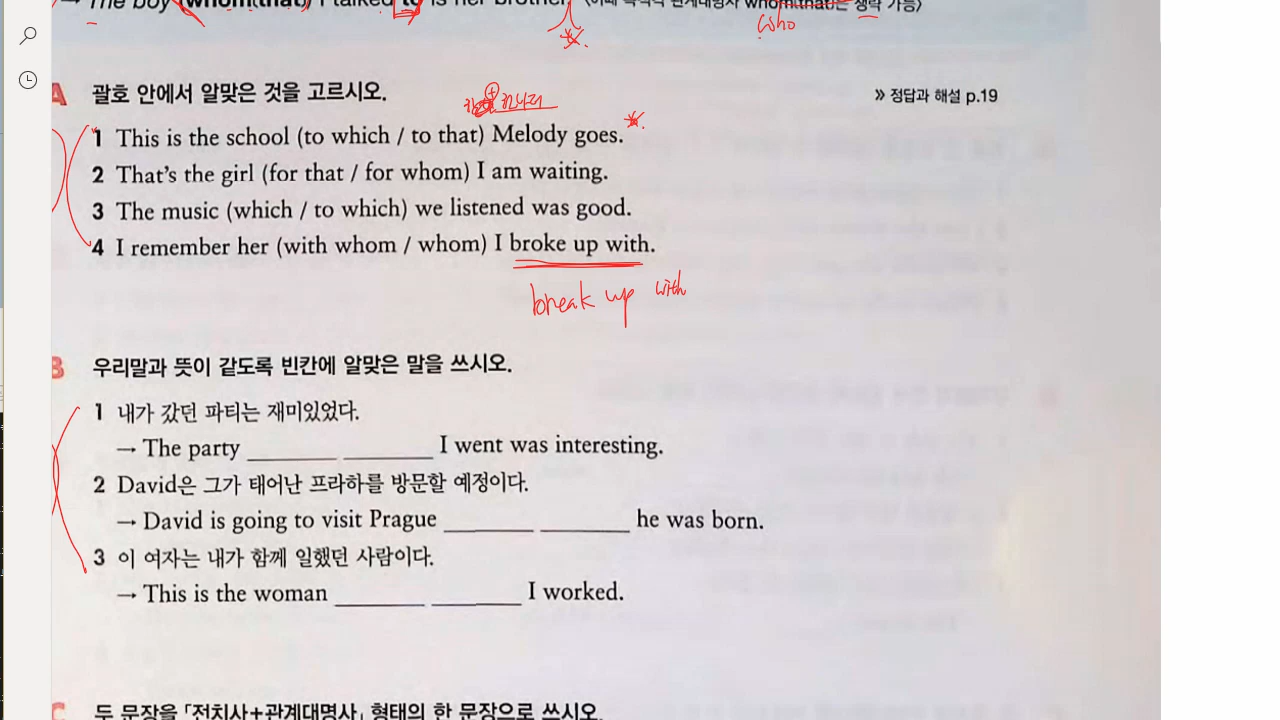 The boy (whom(that) I talked to is her brother. 생략 가능>
who
A 괄호 안에서 알맞은 것을 고르시오.
» 정답과 해설 p.19
1 This is the school (to which / to that) Melody goes.
2 That's the girl (for that / for whom) I am waiting.
3 The music (which / to which) we listened was good.
4 I remember her (with whom / whom) I broke up with.
break up with
B 우리말과 뜻이 같도록 빈칸에 알맞은 말을 쓰시오.
1 내가 갔던 파티는 재미있었다.
→ The party ________ ________ I went was interesting.
2 David은 그가 태어난 프라하를 방문할 예정이다.
→ David is going to visit Prague ________ ________ he was born.
3 이 여자는 내가 함께 일했던 사람이다.
→ This is the woman ________ ________ I worked.
C 두 문장을 「전치사+관계대명사」 형태의 한 문장으로 쓰시오.